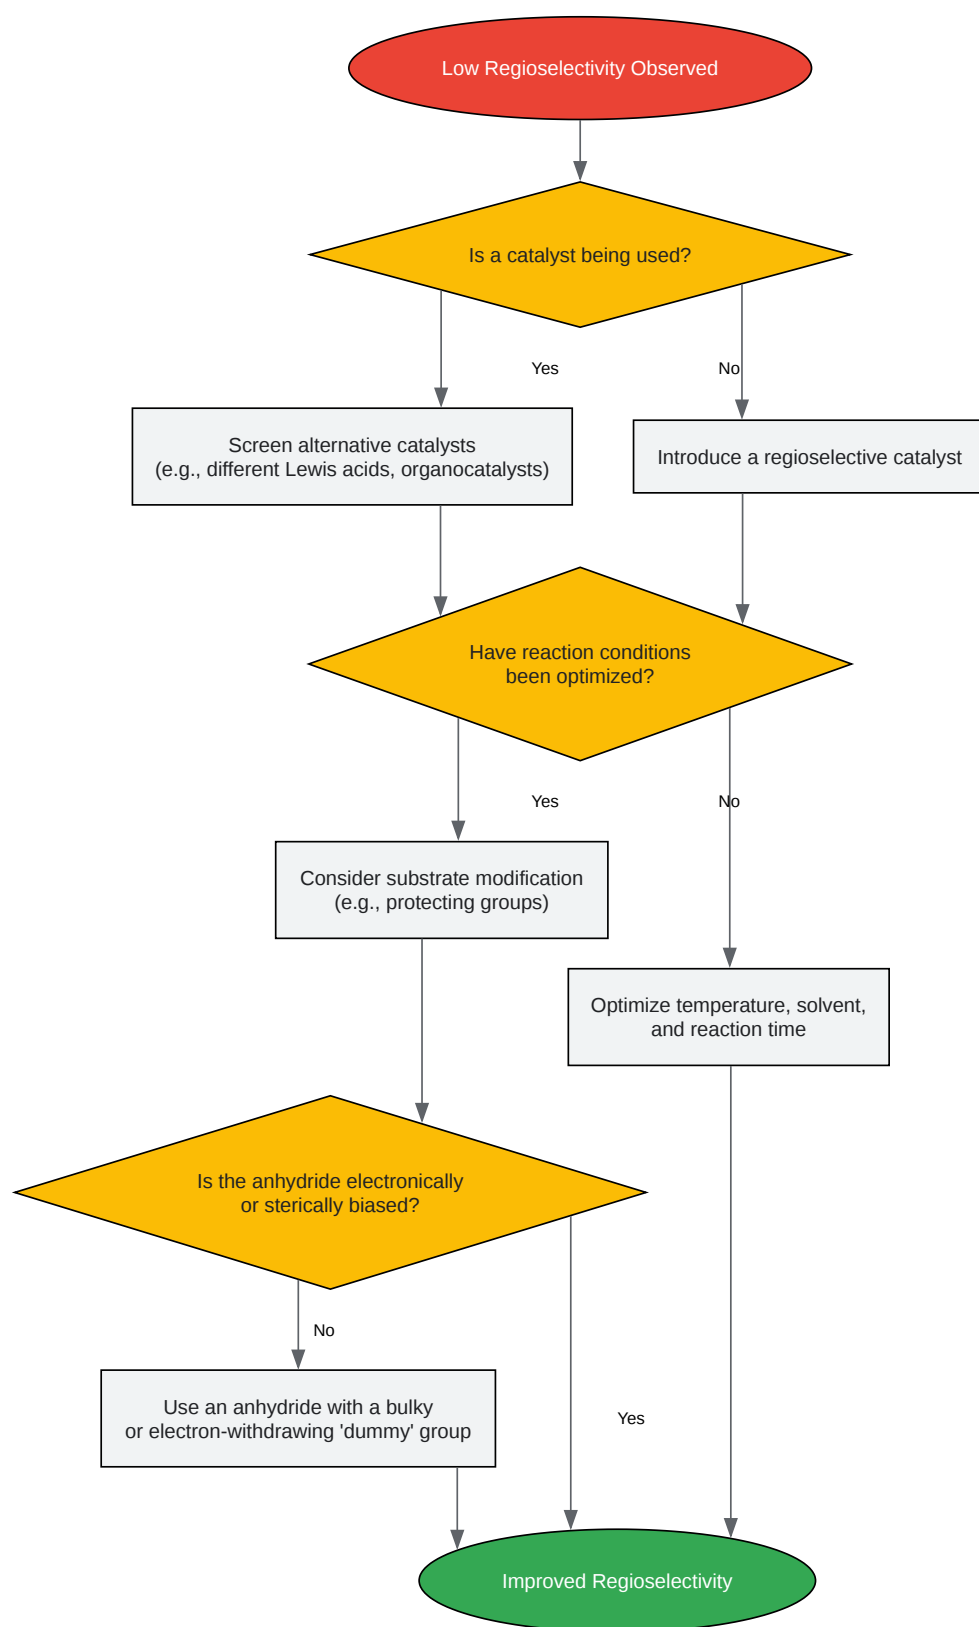 Low Regioselectivity Observed
Is a catalyst being used?
Yes
No
Screen alternative catalysts
(e.g., different Lewis acids, organocatalysts)
Introduce a regioselective catalyst
Have reaction conditions
been optimized?
Yes
No
Consider substrate modification
(e.g., protecting groups)
Optimize temperature, solvent,
and reaction time
Is the anhydride electronically
or sterically biased?
No
Use an anhydride with a bulky
or electron-withdrawing 'dummy' group
Yes
Improved Regioselectivity